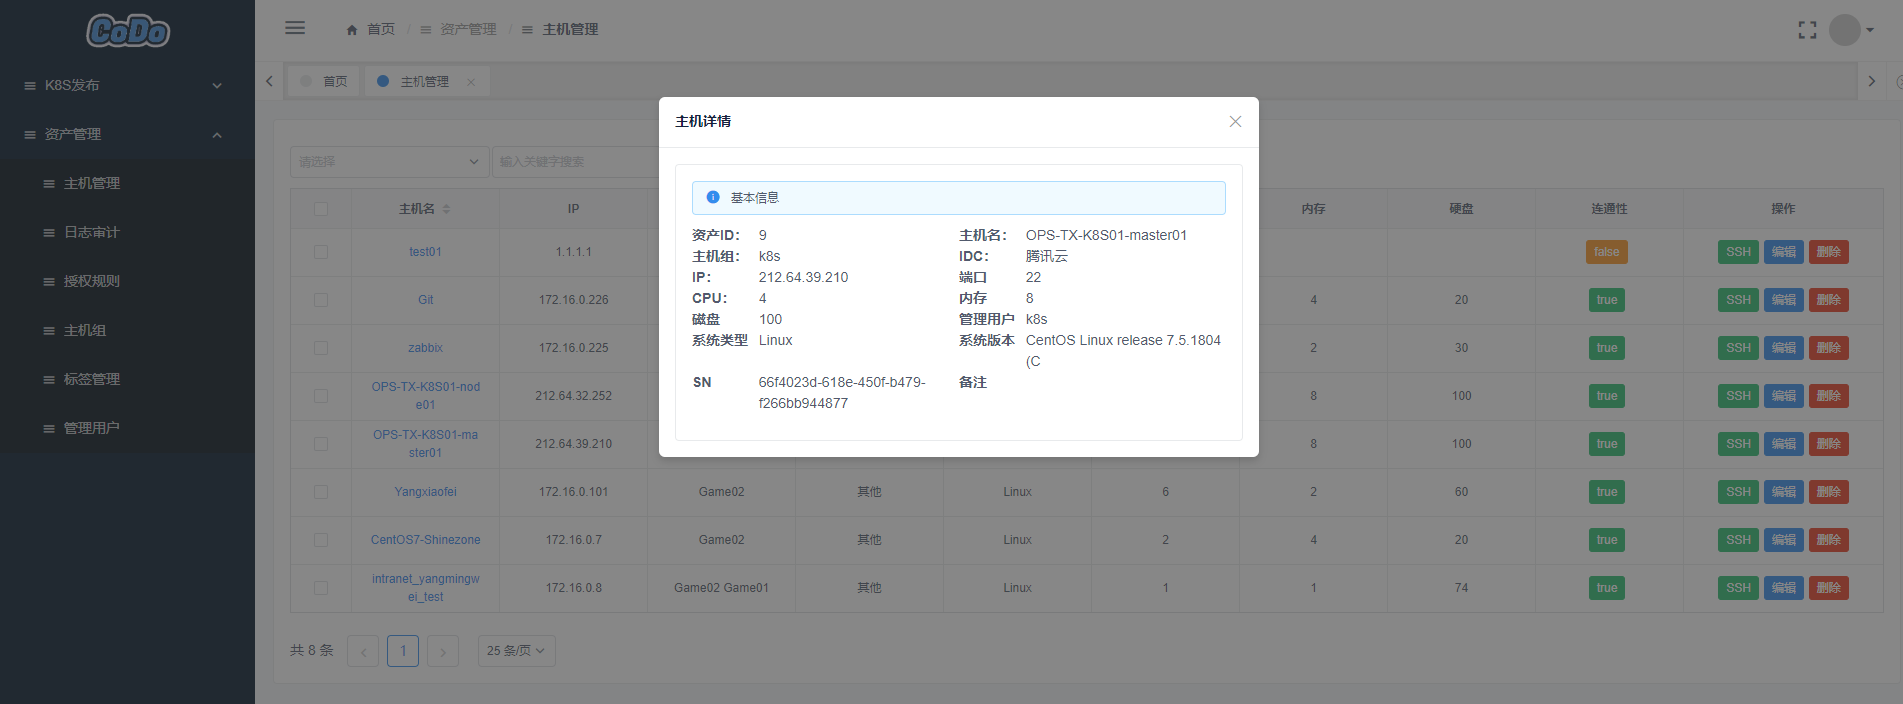 CoDo
首页 / 资产管理 / 主机管理
K8S发布
资产管理
主机管理
日志审计
授权规则
主机组
标签管理
管理用户
首页
主机管理
请选择
输入关键字搜索
主机名 IP 内存 硬盘 连通性 操作
test01 1.1.1.1 false SSH 编辑 删除
Git 172.16.0.226 4 20 true SSH 编辑 删除
zabbix 172.16.0.225 2 30 true SSH 编辑 删除
OPS-TX-K8S01-nod
e01
212.64.32.252 8 100 true SSH 编辑 删除
OPS-TX-K8S01-ma
ster01
212.64.39.210 8 100 true SSH 编辑 删除
Yangxiaofei 172.16.0.101 Game02 其他 Linux 6 2 60 true SSH 编辑 删除
CentOS7-Shinezone 172.16.0.7 Game02 其他 Linux 2 4 20 true SSH 编辑 删除
intranet_yangmingw
ei_test
172.16.0.8 Game02 Game01 其他 Linux 1 1 74 true SSH 编辑 删除
共 8 条 1 25 条/页
主机详情
基本信息
资产ID： 9 主机名： OPS-TX-K8S01-master01
主机组： k8s IDC： 腾讯云
IP： 212.64.39.210 端口 22
CPU： 4 内存 8
磁盘 100 管理用户 k8s
系统类型 Linux 系统版本 CentOS Linux release 7.5.1804
(C
SN 66f4023d-618e-450f-b479- 备注
f266bb944877